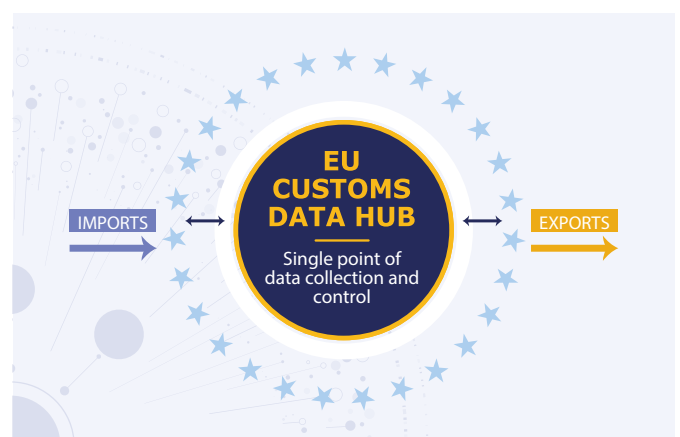 EU
CUSTOMS
DATA HUB
Single point of
data collection and
control
IMPORTS
EXPORTS